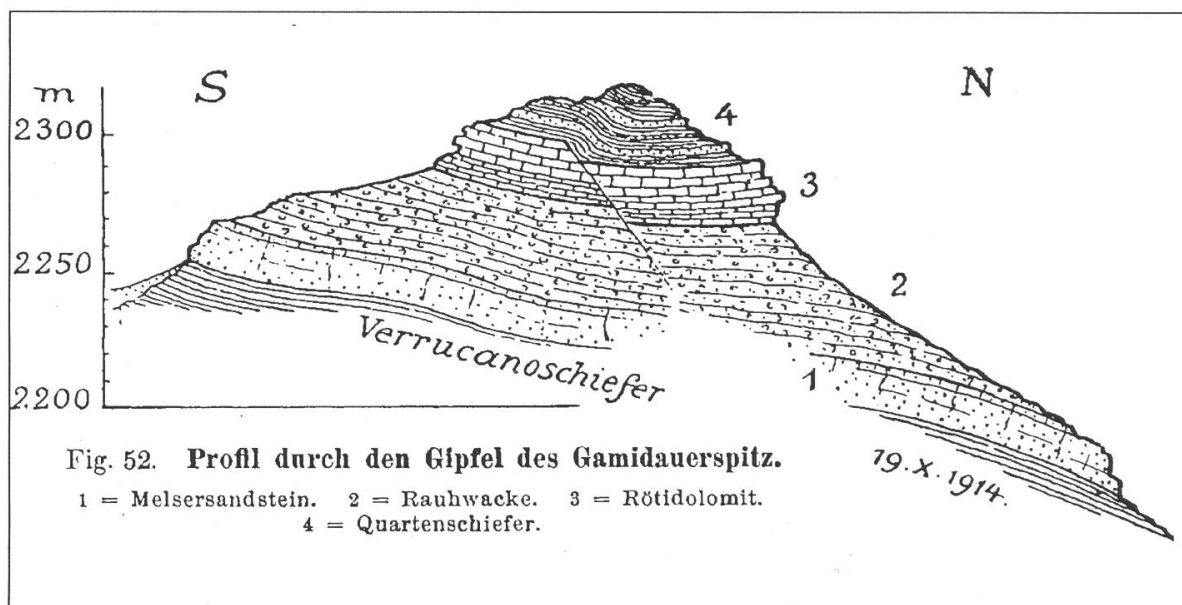 S
N
m
2300
2250
2200
4
3
2
1
Verrucanoschiefer
19.X.1914.
Fig. 52. Profil durch den Gipfel des Gamidauerspitz.
1 = Melsersandstein. 2 = Rauhwacke. 3 = Rötidolomit.
4 = Quartenschiefer.